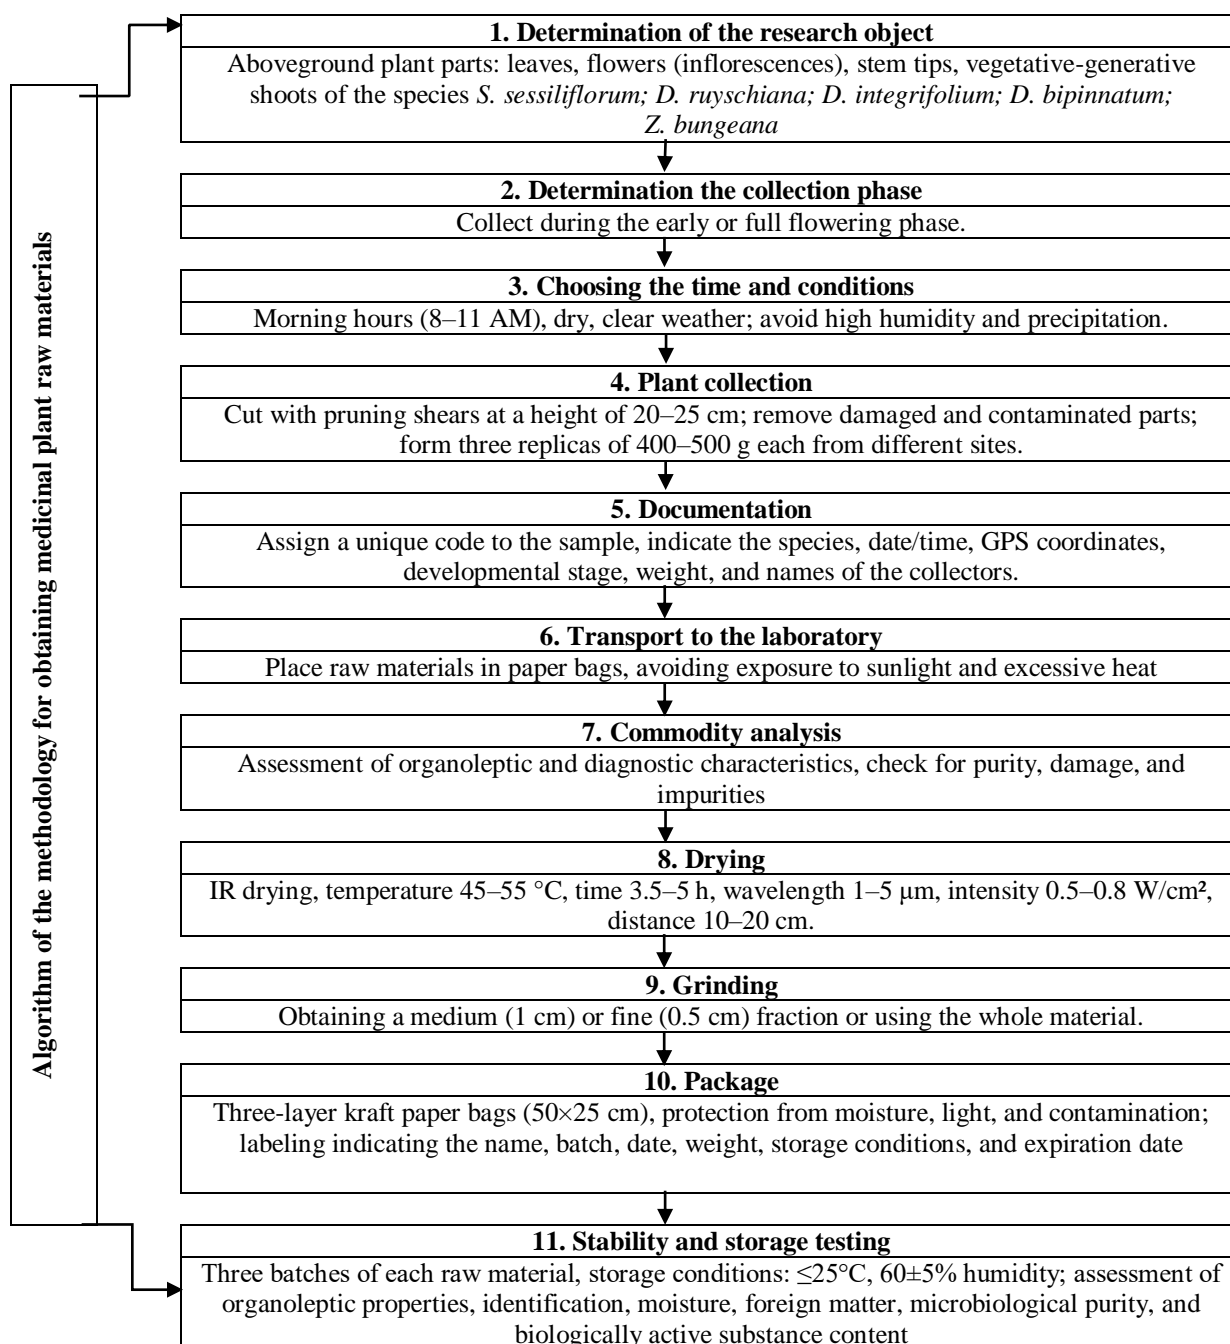 Algorithm of the methodology for obtaining medicinal plant raw materials
1. Determination of the research object
Aboveground plant parts: leaves, flowers (inflorescences), stem tips, vegetative-generative
shoots of the species S. sessiliflorum; D. ruyschiana; D. integrifolium; D. bipinnatum;
Z. bungeana
2. Determination the collection phase
Collect during the early or full flowering phase.
3. Choosing the time and conditions
Morning hours (8–11 AM), dry, clear weather; avoid high humidity and precipitation.
4. Plant collection
Cut with pruning shears at a height of 20–25 cm; remove damaged and contaminated parts;
form three replicas of 400–500 g each from different sites.
5. Documentation
Assign a unique code to the sample, indicate the species, date/time, GPS coordinates,
developmental stage, weight, and names of the collectors.
6. Transport to the laboratory
Place raw materials in paper bags, avoiding exposure to sunlight and excessive heat
7. Commodity analysis
Assessment of organoleptic and diagnostic characteristics, check for purity, damage, and
impurities
8. Drying
IR drying, temperature 45–55 °C, time 3.5–5 h, wavelength 1–5 μm, intensity 0.5–0.8 W/cm²,
distance 10–20 cm.
9. Grinding
Obtaining a medium (1 cm) or fine (0.5 cm) fraction or using the whole material.
10. Package
Three-layer kraft paper bags (50×25 cm), protection from moisture, light, and contamination;
labeling indicating the name, batch, date, weight, storage conditions, and expiration date
11. Stability and storage testing
Three batches of each raw material, storage conditions: ≤25°C, 60±5% humidity; assessment of
organoleptic properties, identification, moisture, foreign matter, microbiological purity, and
biologically active substance content